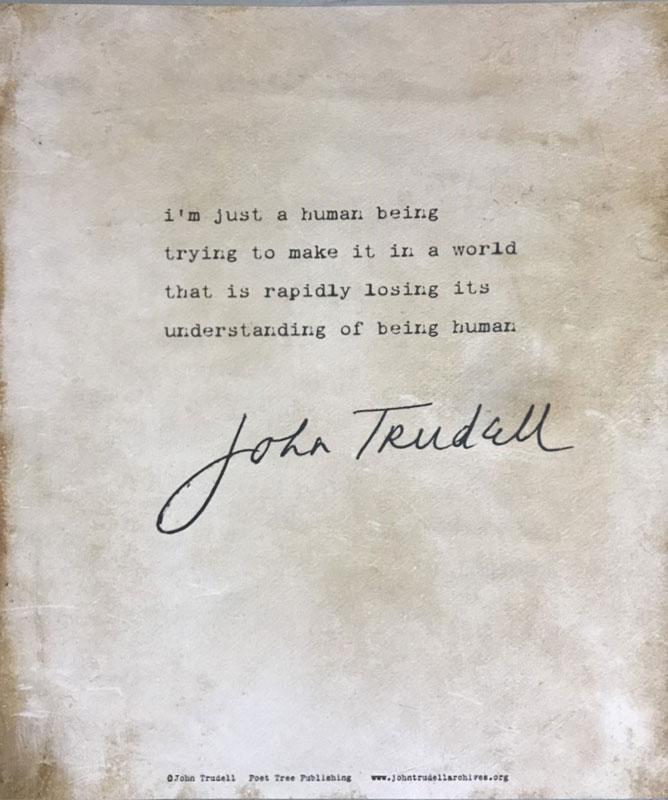 i'm just a human being
trying to make it in a world
that is rapidly losing its
understanding of being human
John Trudell
©John Trudell Poet Tree Publishing www.johntrudellarchives.org